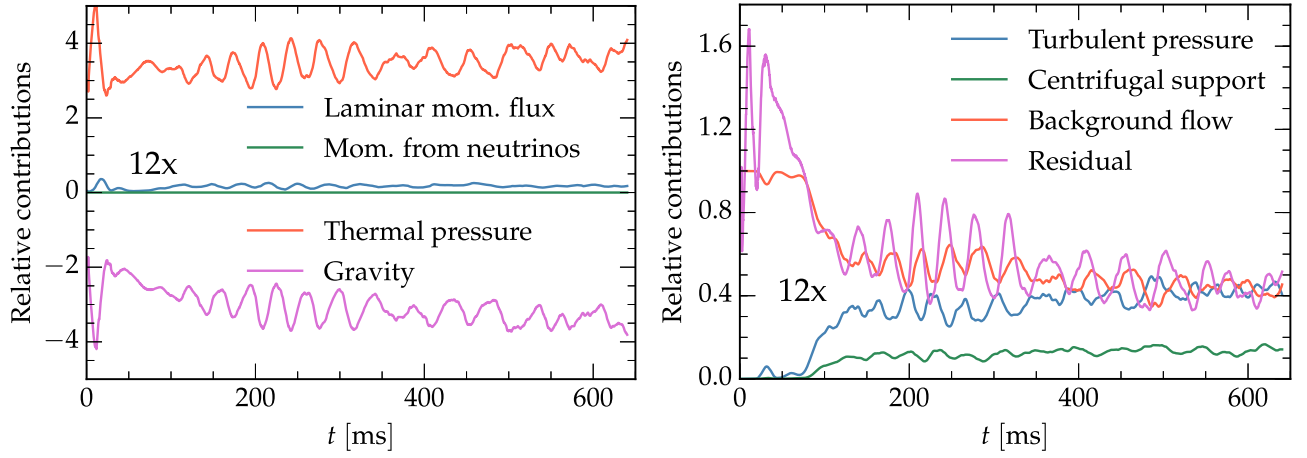 Relative contributions
4
2
0
−2
−4
12x
Laminar mom. flux
Mom. from neutrinos
Thermal pressure
Gravity
0
200
400
600
t [ms]
Relative contributions
1.6
1.2
0.8
0.4
0.0
12x
Turbulent pressure
Centrifugal support
Background flow
Residual
0
200
400
600
t [ms]